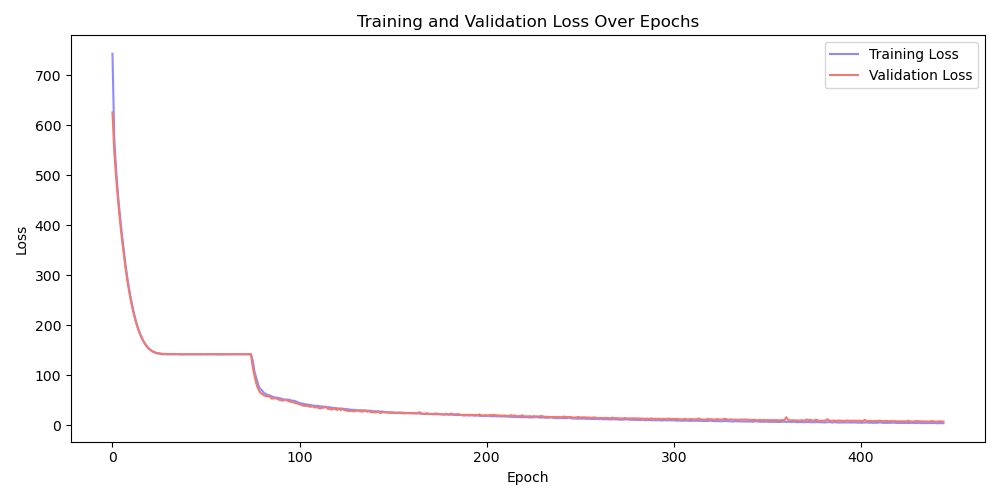 Training and Validation Loss Over Epochs
Training Loss
Validation Loss
Loss
700
600
500
400
300
200
100
0
0 100 200 300 400
Epoch